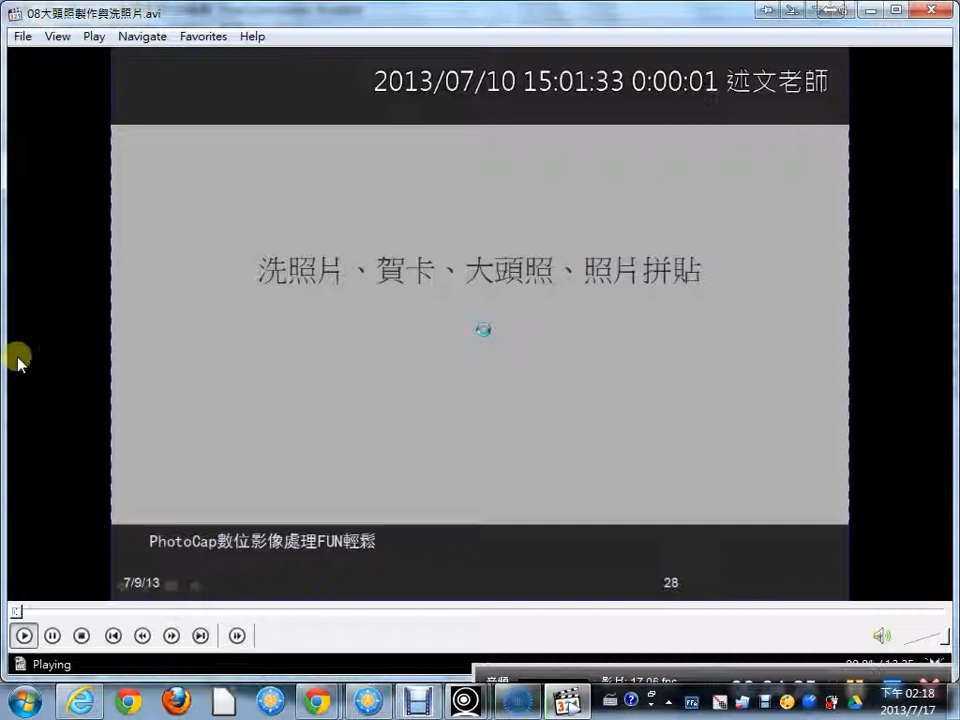 08大頭照製作與洗照片.avi
File View Play Navigate Favorites Help
2013/07/10 15:01:33 0:00:01 述文老師
洗照片、賀卡、大頭照、照片拼貼
PhotoCap數位影像處理FUN輕鬆
7/9/13
28
Playing
下午 02:18
2013/7/17